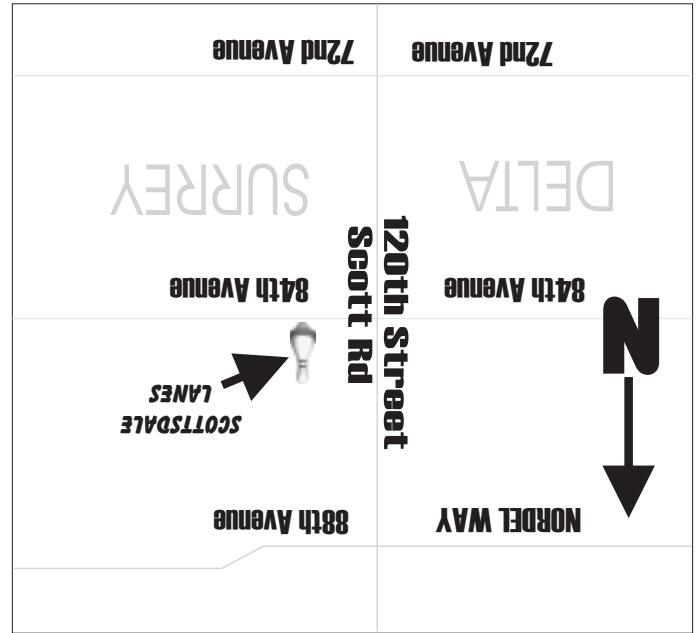 NORDEL WAY
88th Avenue
SCOTTSDALE
LANES
N
120th Street
Scott Rd
84th Avenue
84th Avenue
DELTA
SURREY
72nd Avenue
72nd Avenue